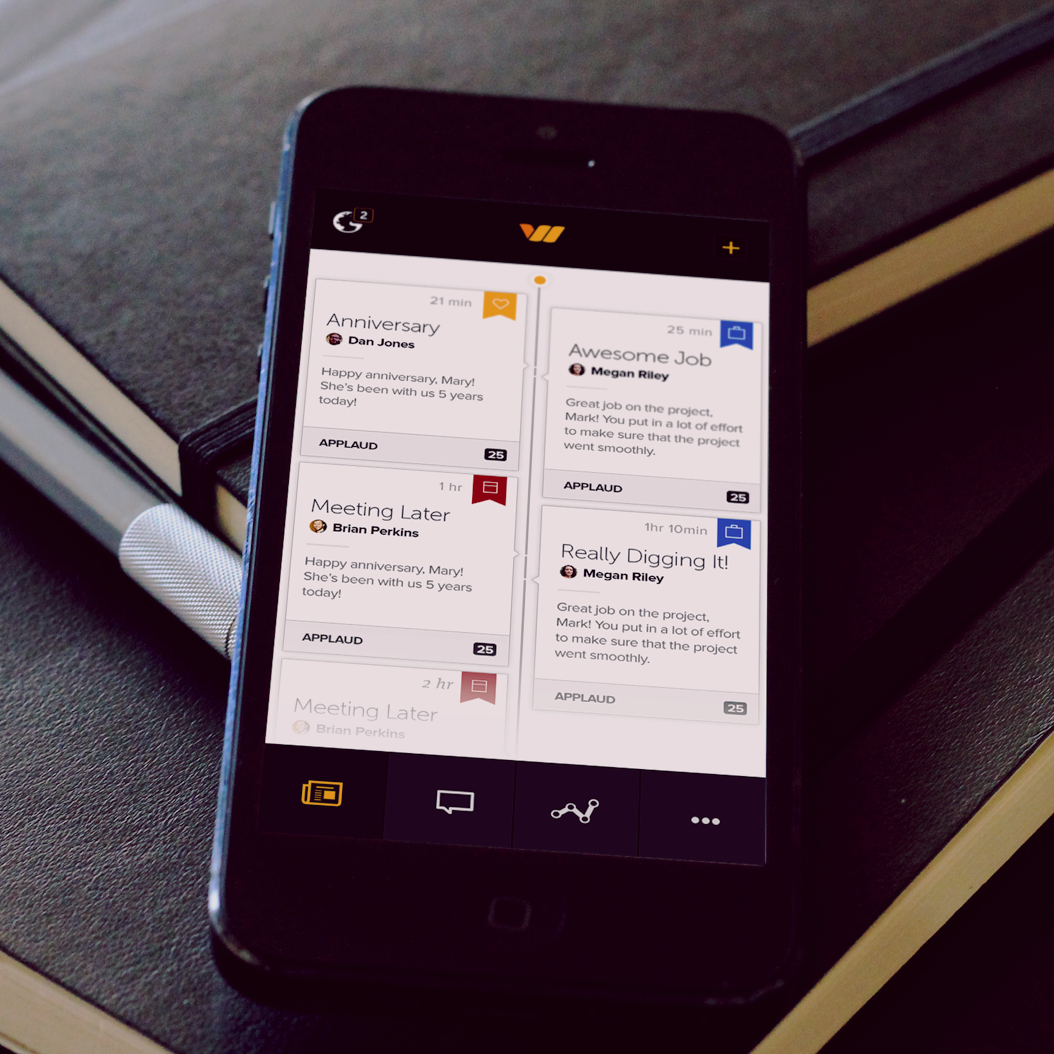 2
21 min
Anniversary
Dan Jones
Happy anniversary, Mary!
She's been with us 5 years
today!
APPLAUD 25
25 min
Awesome Job
Megan Riley
Great job on the project,
Mark! You put in a lot of effort
to make sure that the project
went smoothly.
APPLAUD 25
1 hr
Meeting Later
Brian Perkins
Happy anniversary, Mary!
She's been with us 5 years
today!
APPLAUD 25
1hr 10min
Really Digging It!
Megan Riley
Great job on the project,
Mark! You put in a lot of effort
to make sure that the project
went smoothly.
APPLAUD 25
2 hr
Meeting Later
Brian Perkins